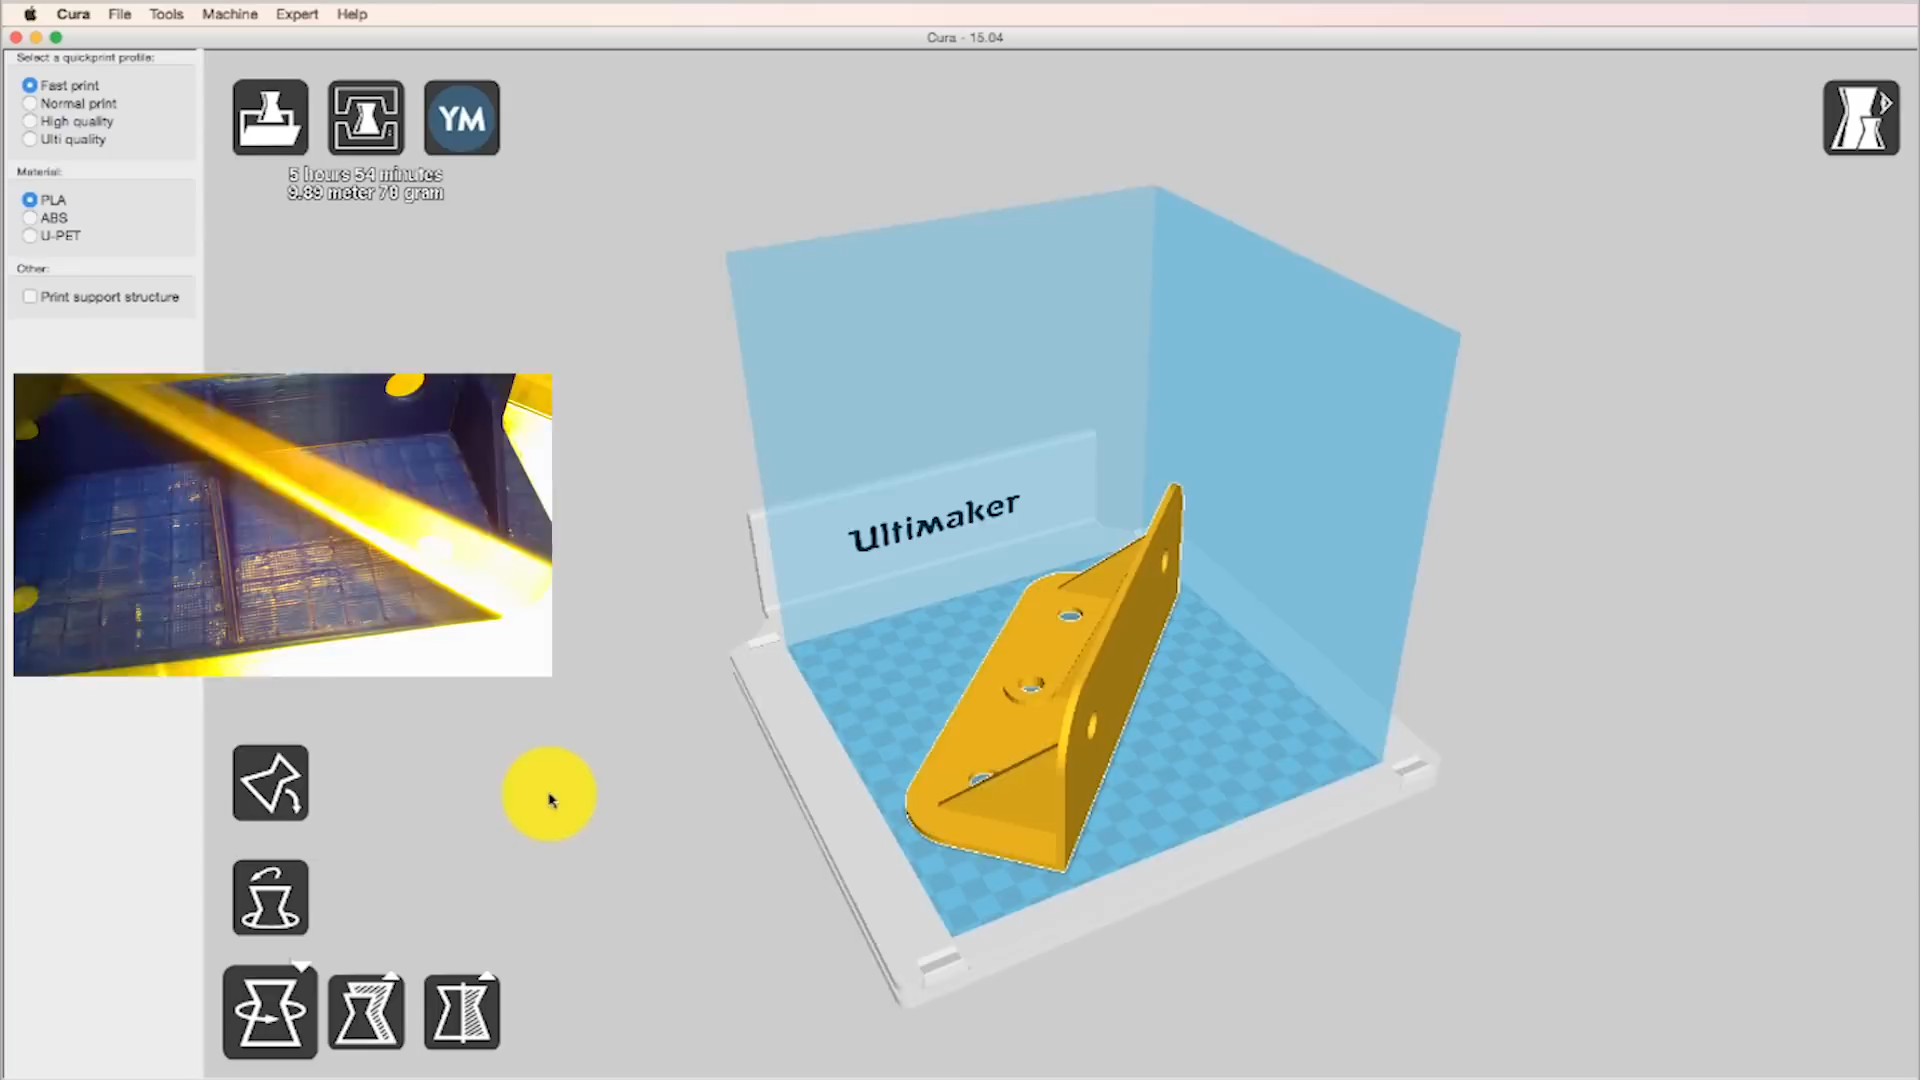 Cura File Tools Machine Expert Help
Cura - 15.04
Select a quickprint profile:
Fast print
Normal print
High quality
Ulti quality
Material:
PLA
ABS
U-PET
Other:
Print support structure
YM
5 hours 54 minutes
9.89 meter 78 gram
Ultimaker